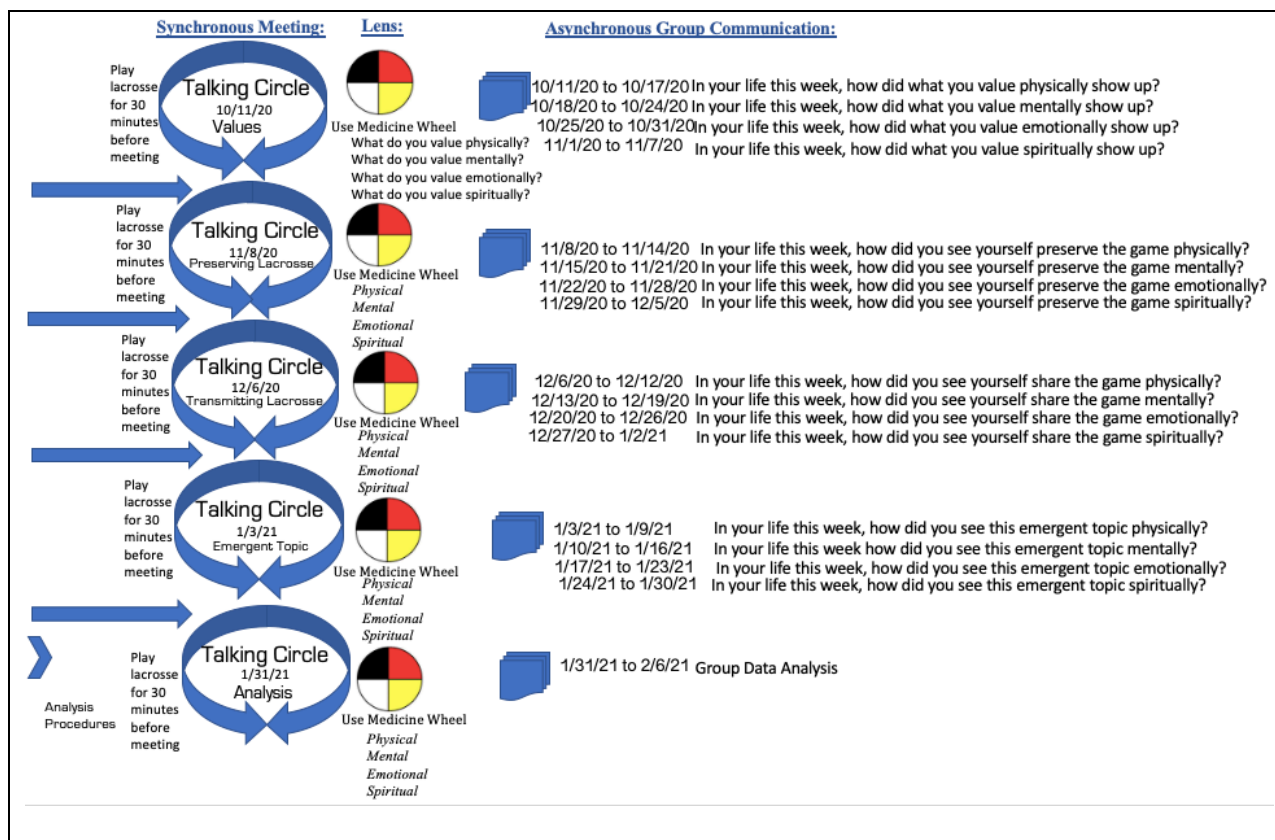 Synchronous Meeting:
Lens:
Asynchronous Group Communication:
Play
lacrosse
for 30
minutes
before
meeting
Talking Circle
10/11/20
Values
Use Medicine Wheel
What do you value physically?
What do you value mentally?
What do you value emotionally?
What do you value spiritually?
10/11/20 to 10/17/20 In your life this week, how did what you value physically show up?
10/18/20 to 10/24/20 In your life this week, how did what you value mentally show up?
10/25/20 to 10/31/20 In your life this week, how did what you value emotionally show up?
11/1/20 to 11/7/20 In your life this week, how did what you value spiritually show up?
Play
lacrosse
for 30
minutes
before
meeting
Talking Circle
11/8/20
Preserving Lacrosse
Use Medicine Wheel
Physical
Mental
Emotional
Spiritual
11/8/20 to 11/14/20 In your life this week, how did you see yourself preserve the game physically?
11/15/20 to 11/21/20 In your life this week, how did you see yourself preserve the game mentally?
11/22/20 to 11/28/20 In your life this week, how did you see yourself preserve the game emotionally?
11/29/20 to 12/5/20 In your life this week, how did you see yourself preserve the game spiritually?
Play
lacrosse
for 30
minutes
before
meeting
Talking Circle
12/6/20
Transmitting Lacrosse
Use Medicine Wheel
Physical
Mental
Emotional
Spiritual
12/6/20 to 12/12/20 In your life this week, how did you see yourself share the game physically?
12/13/20 to 12/19/20 In your life this week, how did you see yourself share the game mentally?
12/20/20 to 12/26/20 In your life this week, how did you see yourself share the game emotionally?
12/27/20 to 1/2/21 In your life this week, how did you see yourself share the game spiritually?
Play
lacrosse
for 30
minutes
before
meeting
Talking Circle
1/3/21
Emergent Topic
Use Medicine Wheel
Physical
Mental
Emotional
Spiritual
1/3/21 to 1/9/21 In your life this week, how did you see this emergent topic physically?
1/10/21 to 1/16/21 In your life this week how did you see this emergent topic mentally?
1/17/21 to 1/23/21 In your life this week, how did you see this emergent topic emotionally?
1/24/21 to 1/30/21 In your life this week, how did you see this emergent topic spiritually?
Analysis
Procedures
Play
lacrosse
for 30
minutes
before
meeting
Talking Circle
1/31/21
Analysis
Use Medicine Wheel
Physical
Mental
Emotional
Spiritual
1/31/21 to 2/6/21 Group Data Analysis